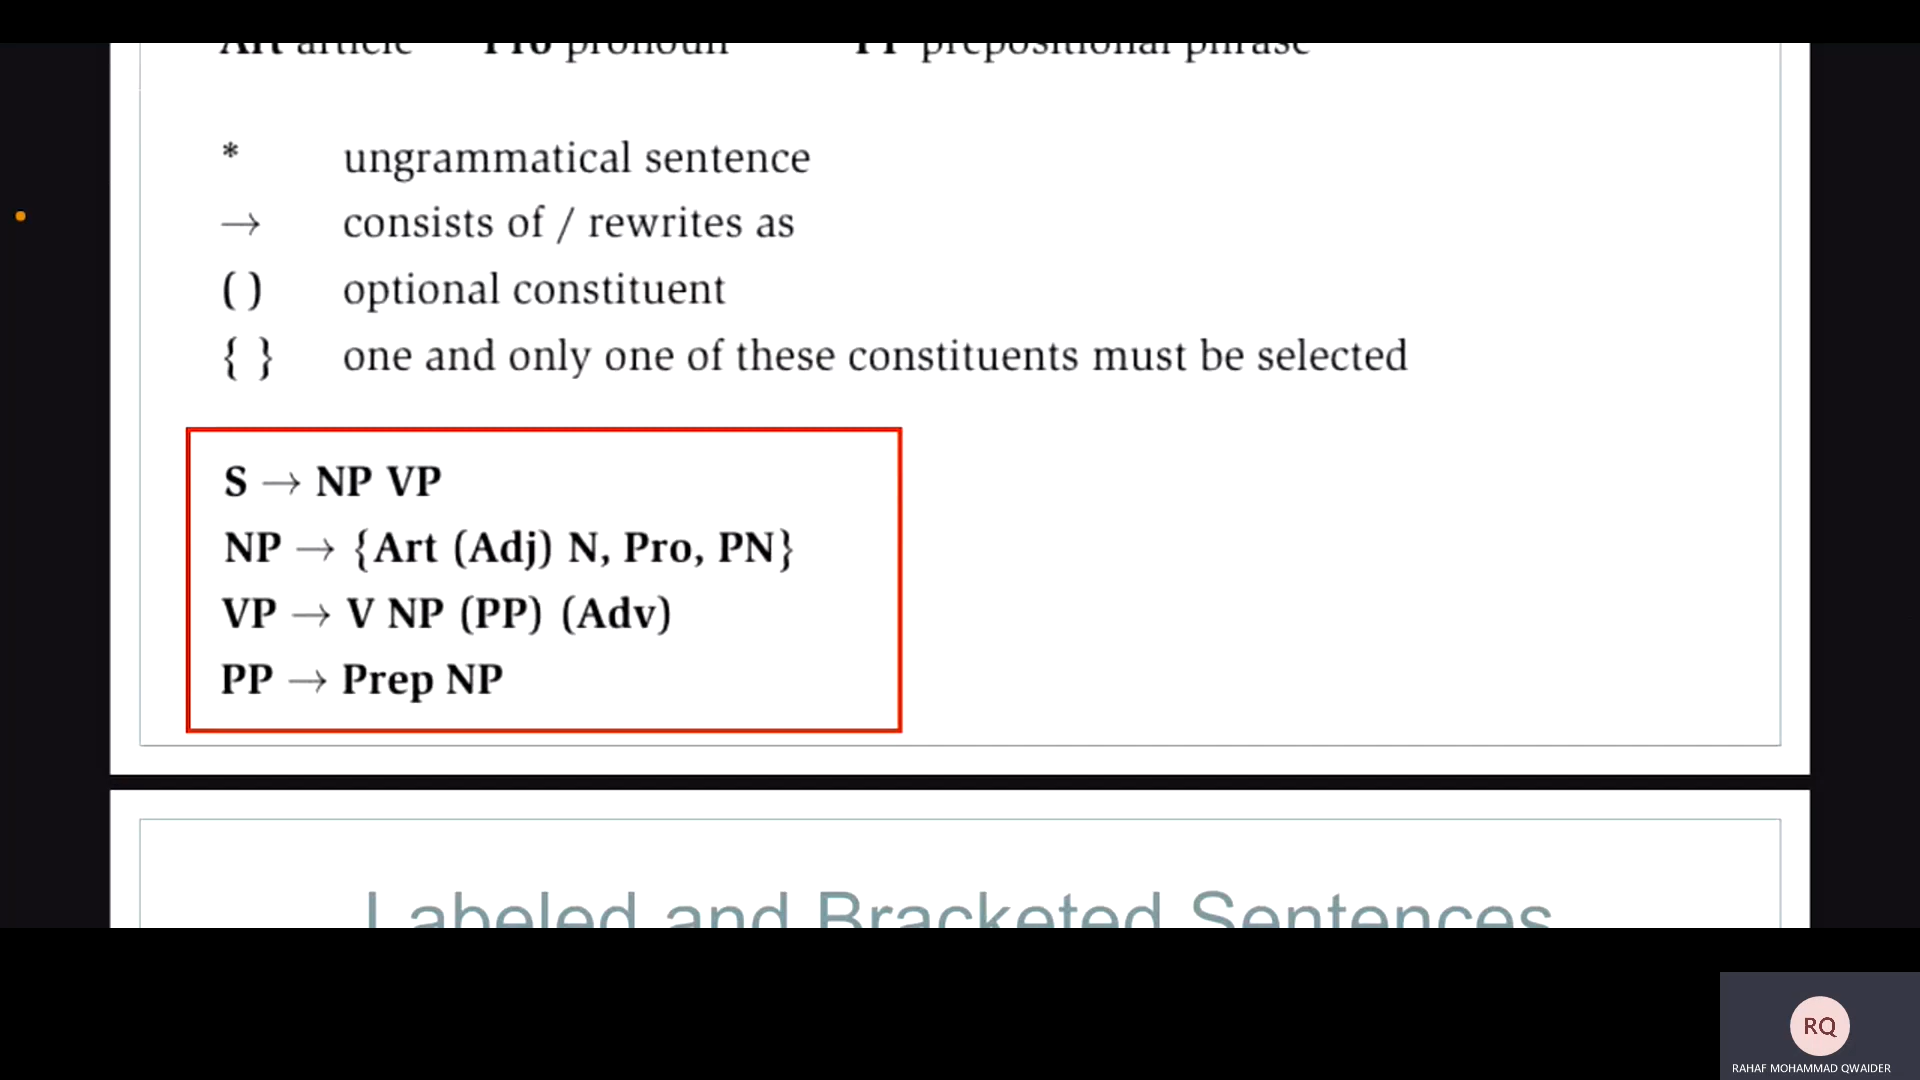 Art article Pro pronoun PP prepositional phrase
* ungrammatical sentence
→ consists of / rewrites as
( ) optional constituent
{ } one and only one of these constituents must be selected
S → NP VP
NP → {Art (Adj) N, Pro, PN}
VP → V NP (PP) (Adv)
PP → Prep NP
Labeled and Bracketed Sentences
RQ
RAHAF MOHAMMAD QWAIDER